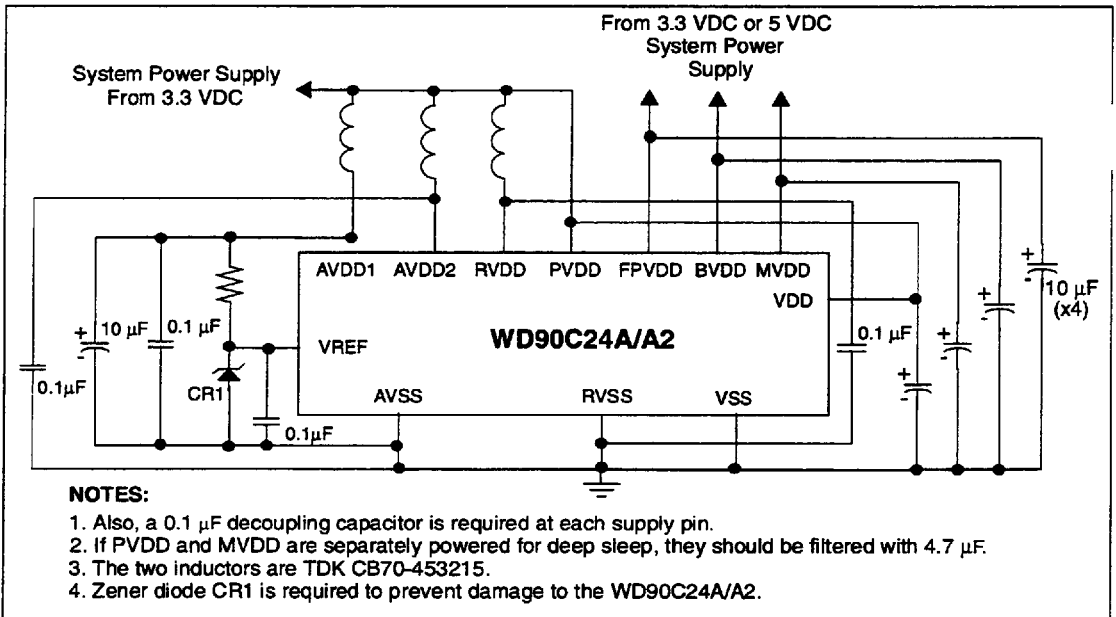 From 3.3 VDC or 5 VDC
System Power
Supply
System Power Supply
From 3.3 VDC
AVDD1 AVDD2 RVDD PVDD FPVDD BVDD MVDD
VDD
WD90C24A/A2
VREF
AVSS RVSS VSS
+
10 µF
-
0.1 µF
0.1µF
CR1
0.1µF
0.1 µF
+
-
+
-
+
-
+
-
10 µF
(x4)
NOTES:
1. Also, a 0.1 µF decoupling capacitor is required at each supply pin.
2. If PVDD and MVDD are separately powered for deep sleep, they should be filtered with 4.7 µF.
3. The two inductors are TDK CB70-453215.
4. Zener diode CR1 is required to prevent damage to the WD90C24A/A2.